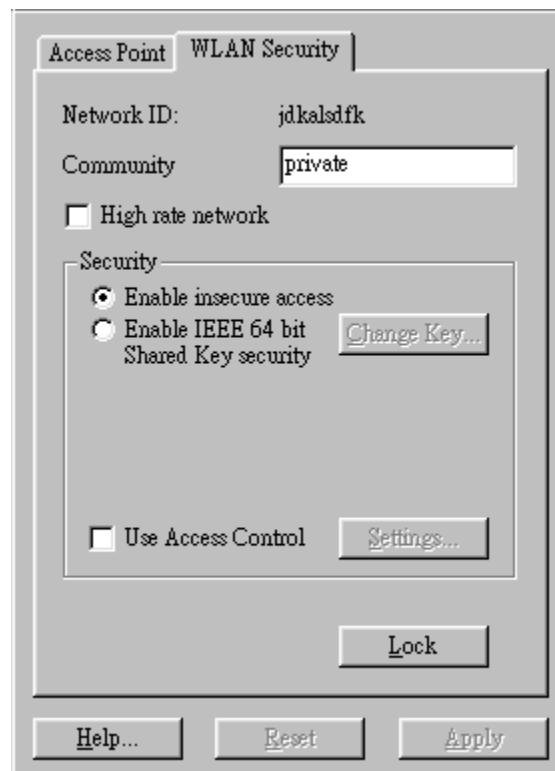 Access Point WLAN Security
Network ID: jdkalsdfk
Community private
High rate network
Security
Enable insecure access
Enable IEEE 64 bit
Shared Key security
Change Key...
Use Access Control Settings...
Lock
Help... Reset Apply